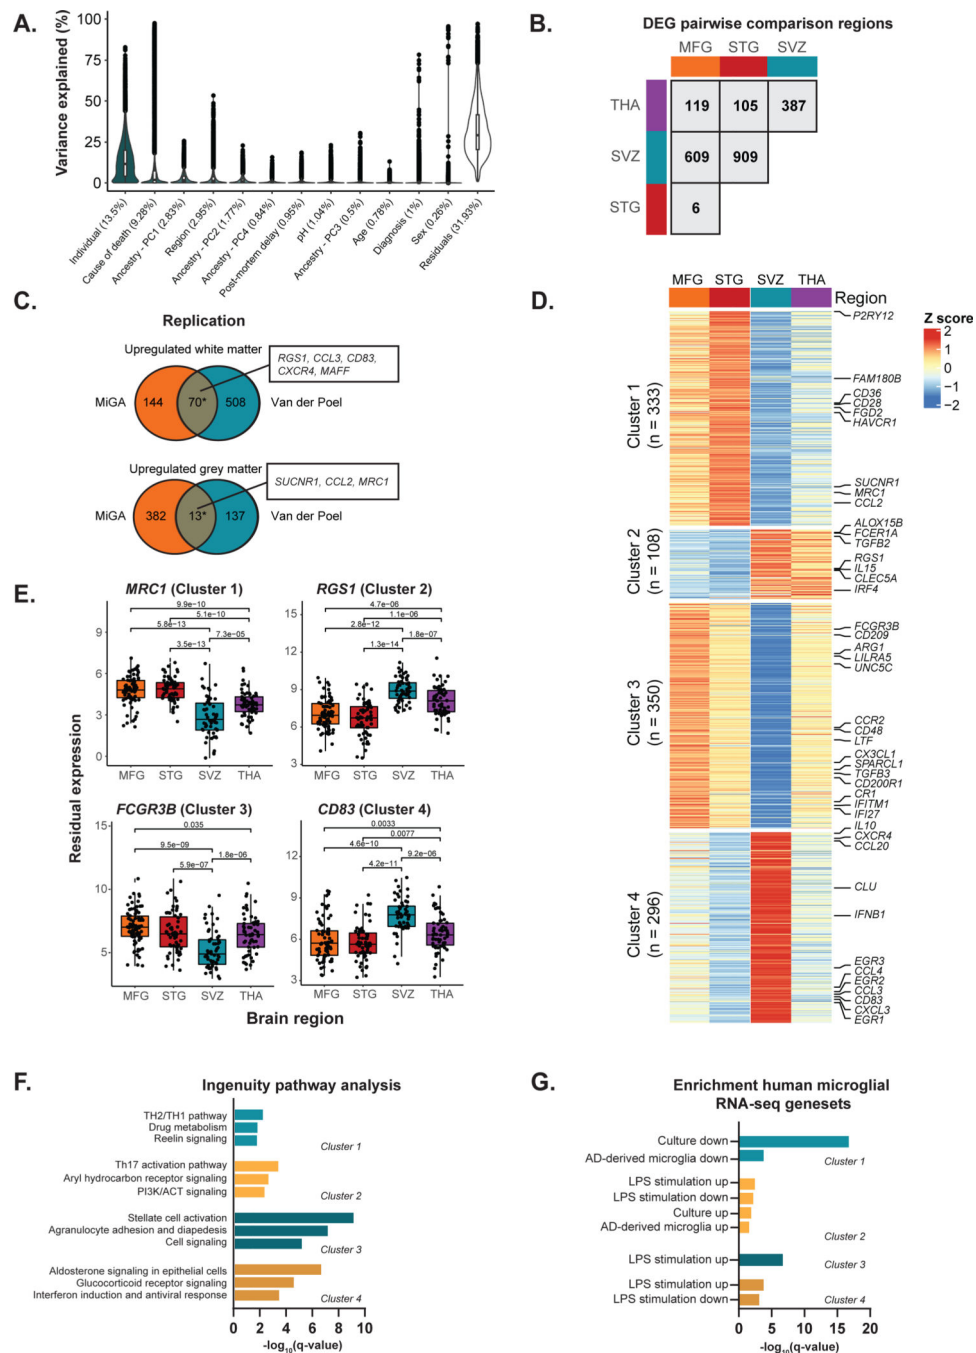 A.
Variance explained (%)
100
75
50
25
0
Individual (13.5%)
Cause of death (9.28%)
Ancestry - PC1 (2.83%)
Region (2.95%)
Ancestry - PC2 (1.77%)
Ancestry - PC4 (0.84%)
Post-mortem delay (0.95%)
pH (1.04%)
Ancestry - PC3 (0.5%)
Age (0.78%)
Diagnosis (1%)
Sex (0.26%)
Residuals (31.93%)
B.
DEG pairwise comparison regions
MFG STG SVZ
THA 119 105 387
SVZ 609 909
STG 6
C.
Replication
Upregulated white matter
RGS1, CCL3, CD83,
CXCR4, MAFF
MiGA 144 70* 508 Van der Poel
Upregulated grey matter
SUCNR1, CCL2, MRC1
MiGA 382 13* 137 Van der Poel
D.
MFG STG SVZ THA
Region
Z score
2
1
0
−1
−2
Cluster 1
(n = 333)
Cluster 2
(n = 108)
Cluster 3
(n = 350)
Cluster 4
(n = 296)
P2RY12
FAM180B
CD36
CD28
FGD2
HAVCR1
SUCNR1
MRC1
CCL2
ALOX15B
FCER1A
TGFB2
RGS1
IL15
CLEC5A
IRF4
FCGR3B
CD209
ARG1
LILRA5
UNC5C
CCR2
CD48
LTF
CX3CL1
SPARCL1
TGFB3
CD200R1
CR1
IFITM1
IFI27
IL10
CXCR4
CCL20
CLU
IFNB1
EGR3
CCL4
EGR2
CCL3
CD83
CXCL3
EGR1
E.
Residual expression
MRC1 (Cluster 1)
9.9e-10
5.1e-10
5.8e-13
7.3e-05
3.5e-13
9
6
3
0
MFG STG SVZ THA
RGS1 (Cluster 2)
4.7e-06
1.1e-06
2.8e-12
1.8e-07
1.3e-14
15
12
9
6
3
MFG STG SVZ THA
FCGR3B (Cluster 3)
0.035
9.5e-09
1.8e-06
5.9e-07
15
10
5
MFG STG SVZ THA
CD83 (Cluster 4)
0.0033
0.0077
4.6e-10
9.2e-06
4.2e-11
12
9
6
3
MFG STG SVZ THA
Brain region
F.
Ingenuity pathway analysis
TH2/TH1 pathway
Drug metabolism
Reelin signaling
Cluster 1
Th17 activation pathway
Aryl hydrocarbon receptor signaling
PI3K/ACT signaling
Cluster 2
Stellate cell activation
Agranulocyte adhesion and diapedesis
Cell signaling
Cluster 3
Aldosterone signaling in epithelial cells
Glucocorticoid receptor signaling
Interferon induction and antiviral response
Cluster 4
0 2 4 6 8 10
-log10(q-value)
G.
Enrichment human microglial
RNA-seq genesets
Culture down
AD-derived microglia down
Cluster 1
LPS stimulation up
LPS stimulation down
Culture up
AD-derived microglia up
Cluster 2
LPS stimulation up
Cluster 3
LPS stimulation up
LPS stimulation down
Cluster 4
0 5 10 15 20
-log10(q-value)